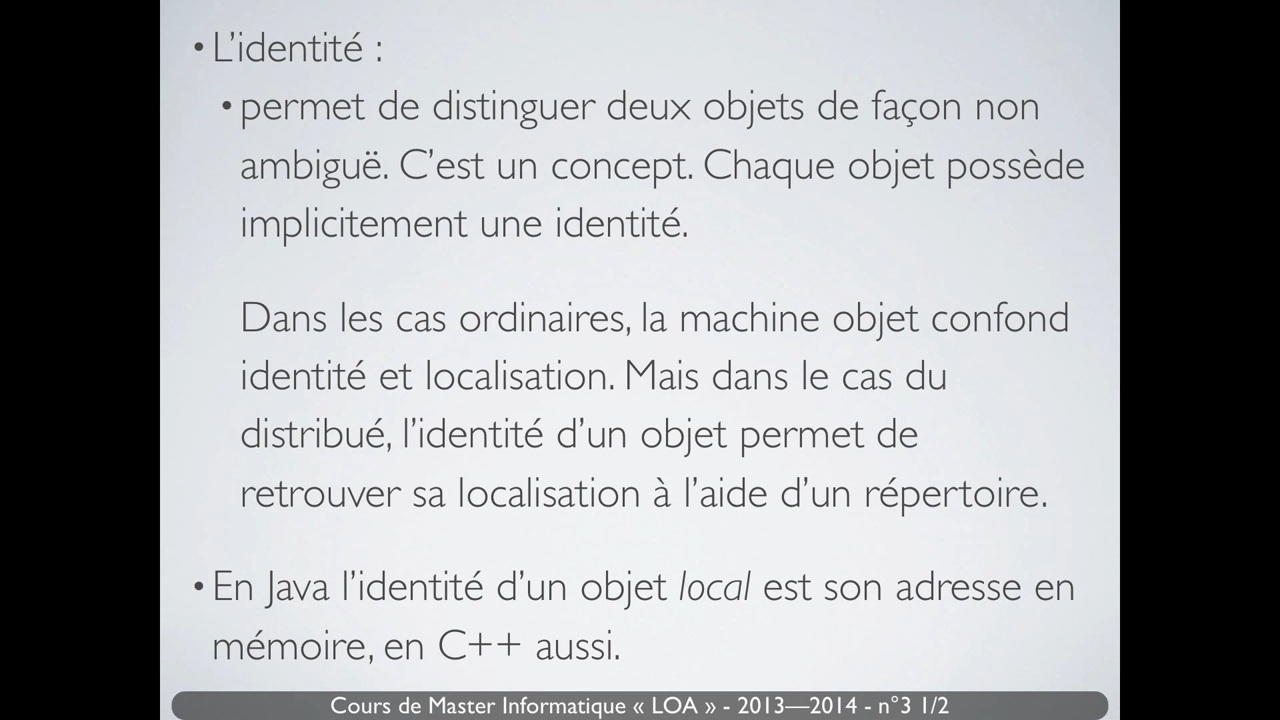 • L’identité :
• permet de distinguer deux objets de façon non
ambiguë. C’est un concept. Chaque objet possède
implicitement une identité.
Dans les cas ordinaires, la machine objet confond
identité et localisation. Mais dans le cas du
distribué, l’identité d’un objet permet de
retrouver sa localisation à l’aide d’un répertoire.
• En Java l’identité d’un objet local est son adresse en
mémoire, en C++ aussi.
Cours de Master Informatique « LOA » - 2013—2014 - n°3 1/2